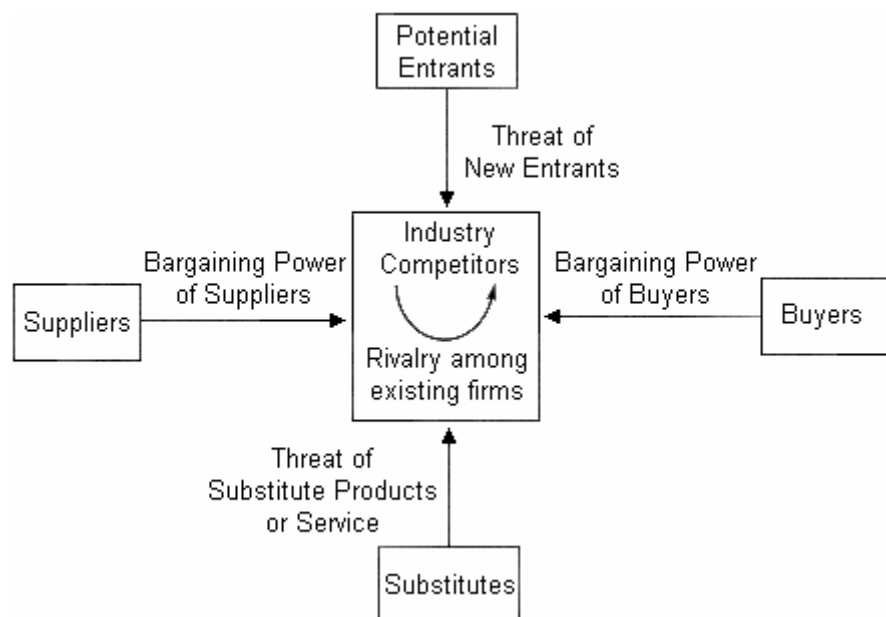 Potential
Entrants
Threat of
New Entrants
Industry
Competitors
Bargaining Power
of Suppliers
Suppliers
Bargaining Power
of Buyers
Buyers
Rivalry among
existing firms
Threat of
Substitute Products
or Service
Substitutes